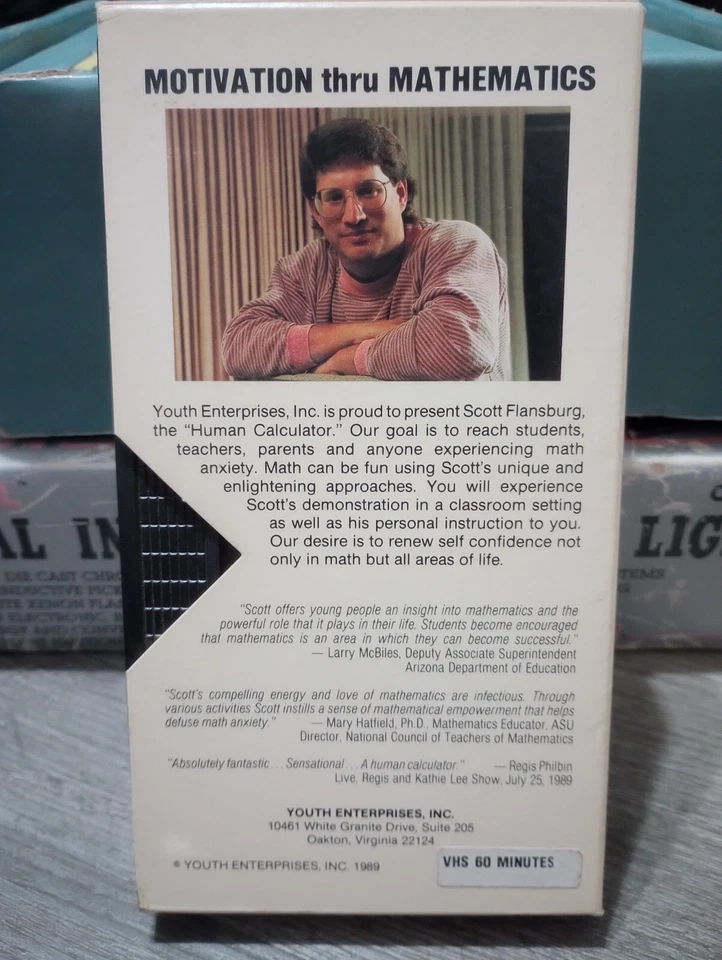 MOTIVATION thru MATHEMATICS
Youth Enterprises, Inc. is proud to present Scott Flansburg,
the “Human Calculator.” Our goal is to reach students,
teachers, parents and anyone experiencing math
anxiety. Math can be fun using Scott's unique and
enlightening approaches. You will experience
Scott's demonstration in a classroom setting
as well as his personal instruction to you.
Our desire is to renew self confidence not
only in math but all areas of life.
“Scott offers young people an insight into mathematics and the
powerful role that it plays in their life. Students become encouraged
that mathematics is an area in which they can become successful.”
— Larry McBiles, Deputy Associate Superintendent
Arizona Department of Education
“Scott's compelling energy and love of mathematics are infectious. Through
various activities Scott instills a sense of mathematical empowerment that helps
defuse math anxiety.” — Mary Hatfield, Ph.D., Mathematics Educator, ASU
Director, National Council of Teachers of Mathematics
“Absolutely fantastic . . . Sensational . . . A human calculator.” — Regis Philbin
Live, Regis and Kathie Lee Show, July 25, 1989
YOUTH ENTERPRISES, INC.
10461 White Granite Drive, Suite 205
Oakton, Virginia 22124
© YOUTH ENTERPRISES, INC. 1989
VHS 60 MINUTES
AL IN
DIE CAST CHRO
LIG